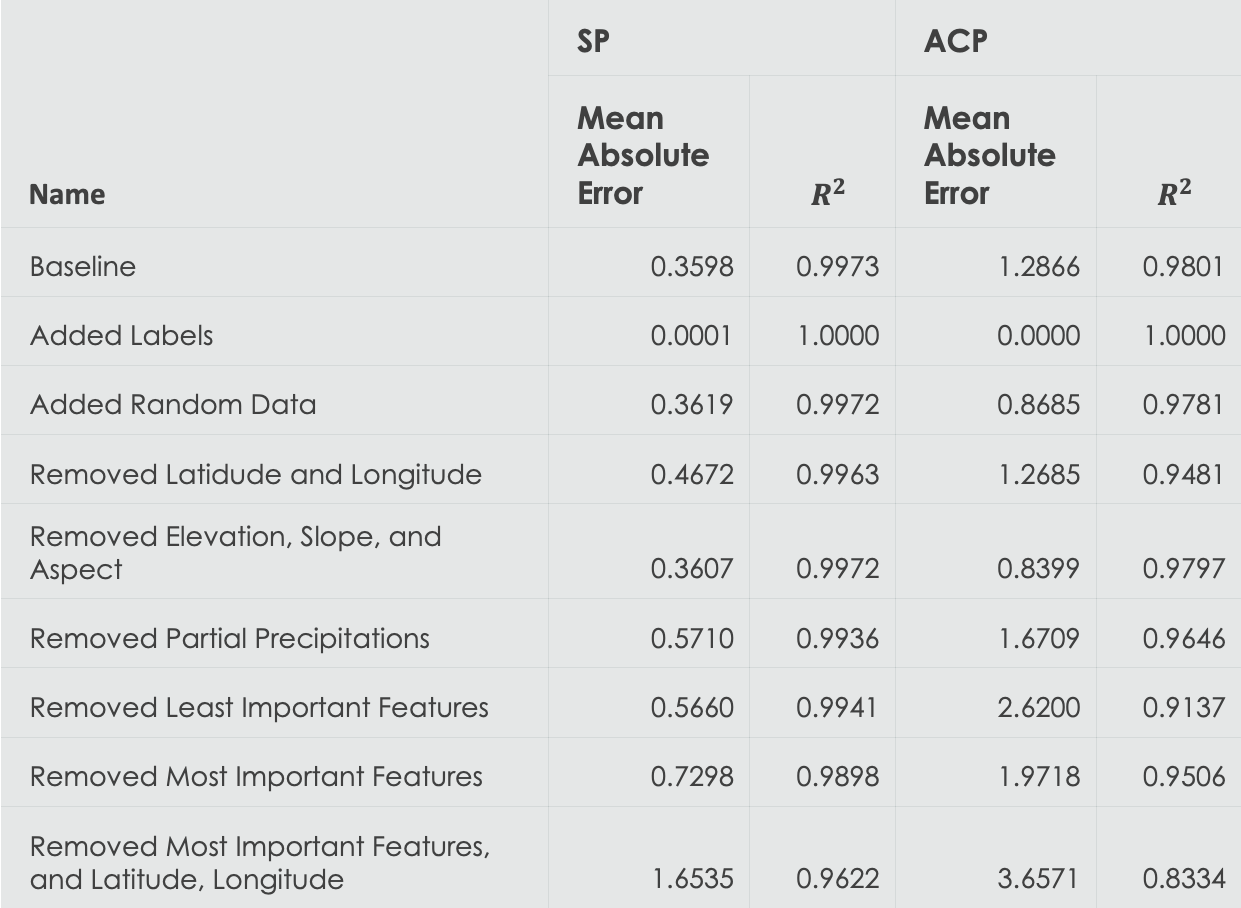 SP ACP
Mean Absolute Error R² Mean Absolute Error R²
Name
Baseline 0.3598 0.9973 1.2866 0.9801
Added Labels 0.0001 1.0000 0.0000 1.0000
Added Random Data 0.3619 0.9972 0.8685 0.9781
Removed Latidude and Longitude 0.4672 0.9963 1.2685 0.9481
Removed Elevation, Slope, and
Aspect 0.3607 0.9972 0.8399 0.9797
Removed Partial Precipitations 0.5710 0.9936 1.6709 0.9646
Removed Least Important Features 0.5660 0.9941 2.6200 0.9137
Removed Most Important Features 0.7298 0.9898 1.9718 0.9506
Removed Most Important Features,
and Latitude, Longitude 1.6535 0.9622 3.6571 0.8334